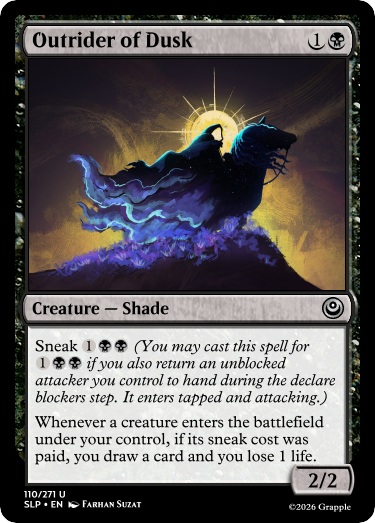 Outrider of Dusk 1
Creature — Shade
Sneak 1 (You may cast this spell for
1 if you also return an unblocked
attacker you control to hand during the declare
blockers step. It enters tapped and attacking.)
Whenever a creature enters the battlefield
under your control, if its sneak cost was
paid, you draw a card and you lose 1 life.
2/2
110/271 U
SLP • EN Farhan Suzat
©2026 Grapple